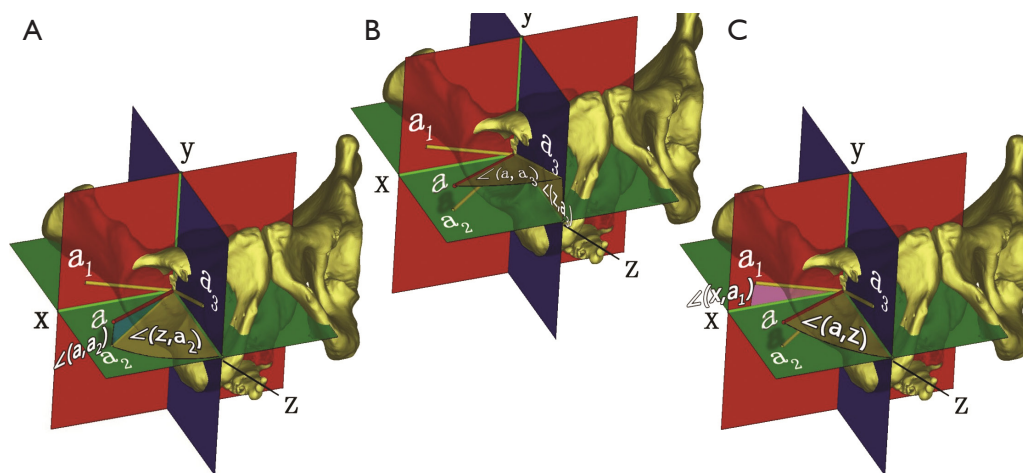 A
y
a1
x
a
a3
∠(a,a2)
∠(z,a2)
a2
z
B
y
a1
x
a
a3
∠(a, a3)
∠(z,a3)
a2
z
C
y
a1
∠(x,a1)
x
a
a3
∠(a,z)
a2
z